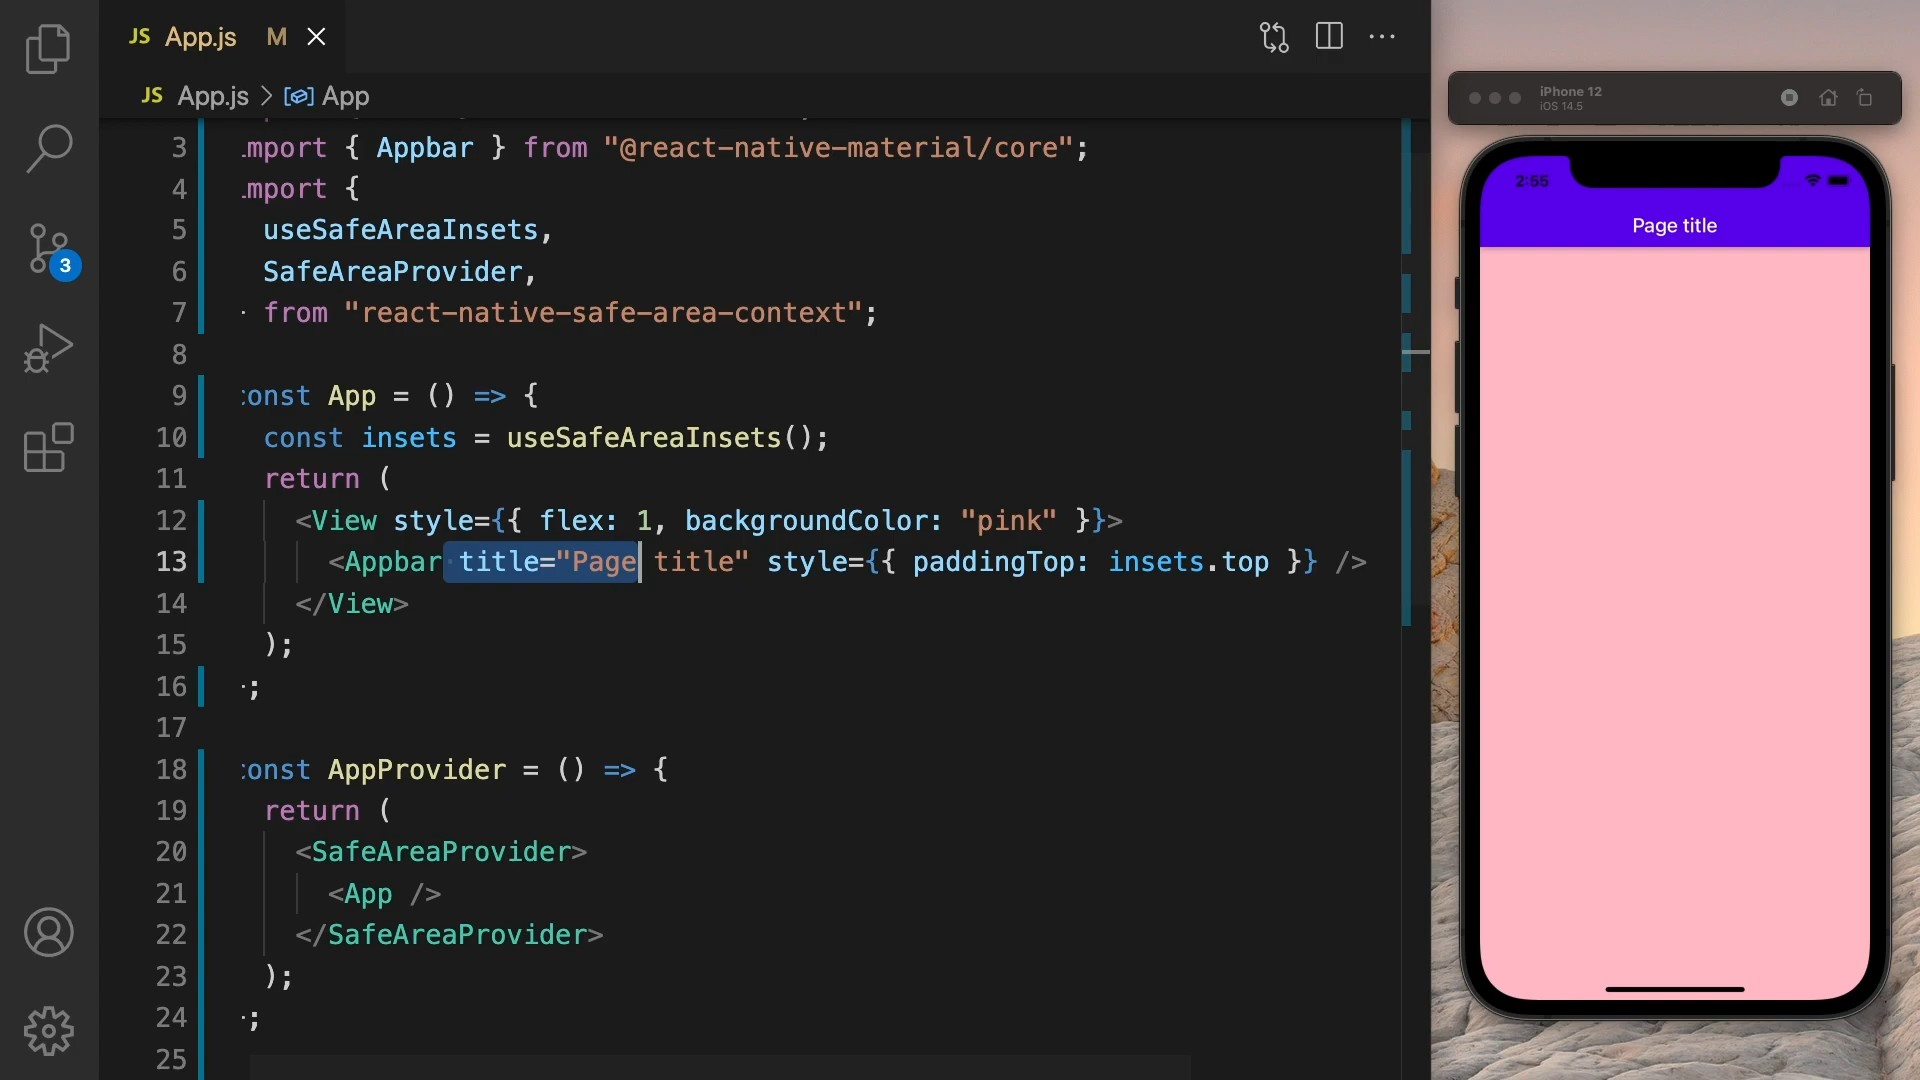 JS App.js M
JS App.js > App
3 mport { Appbar } from "@react-native-material/core";
4 mport {
5 useSafeAreaInsets,
6 SafeAreaProvider,
7 from "react-native-safe-area-context";
8
9 const App = () => {
10 const insets = useSafeAreaInsets();
11 return (
12 <View style={{ flex: 1, backgroundColor: "pink" }}>
13 <Appbar title="Page title" style={{ paddingTop: insets.top }} />
14 </View>
15 );
16 ;
17
18 const AppProvider = () => {
19 return (
20 <SafeAreaProvider>
21 <App />
22 </SafeAreaProvider>
23 );
24 ;
25
3
iPhone 12
iOS 14.5
2:55
Page title